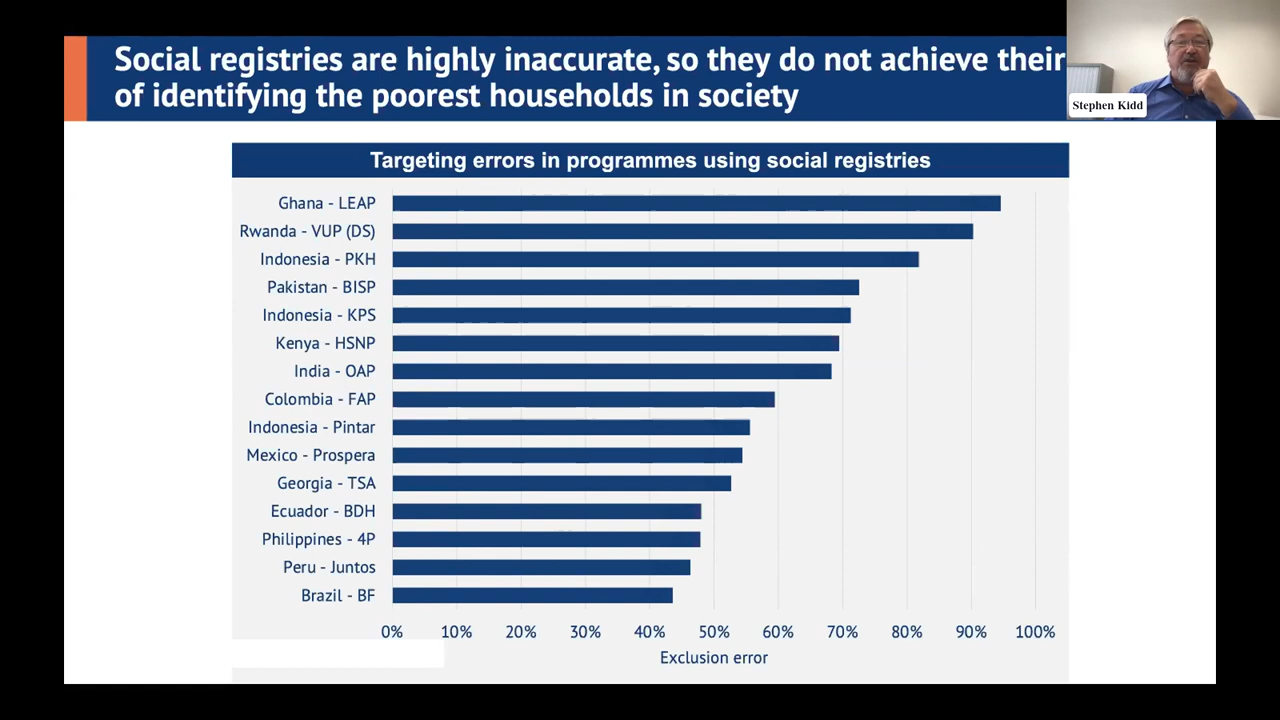 Social registries are highly inaccurate, so they do not achieve their
of identifying the poorest households in society
Stephen Kidd
Targeting errors in programmes using social registries
Ghana - LEAP
Rwanda - VUP (DS)
Indonesia - PKH
Pakistan - BISP
Indonesia - KPS
Kenya - HSNP
India - OAP
Colombia - FAP
Indonesia - Pintar
Mexico - Prospera
Georgia - TSA
Ecuador - BDH
Philippines - 4P
Peru - Juntos
Brazil - BF
0% 10% 20% 30% 40% 50% 60% 70% 80% 90% 100%
Exclusion error